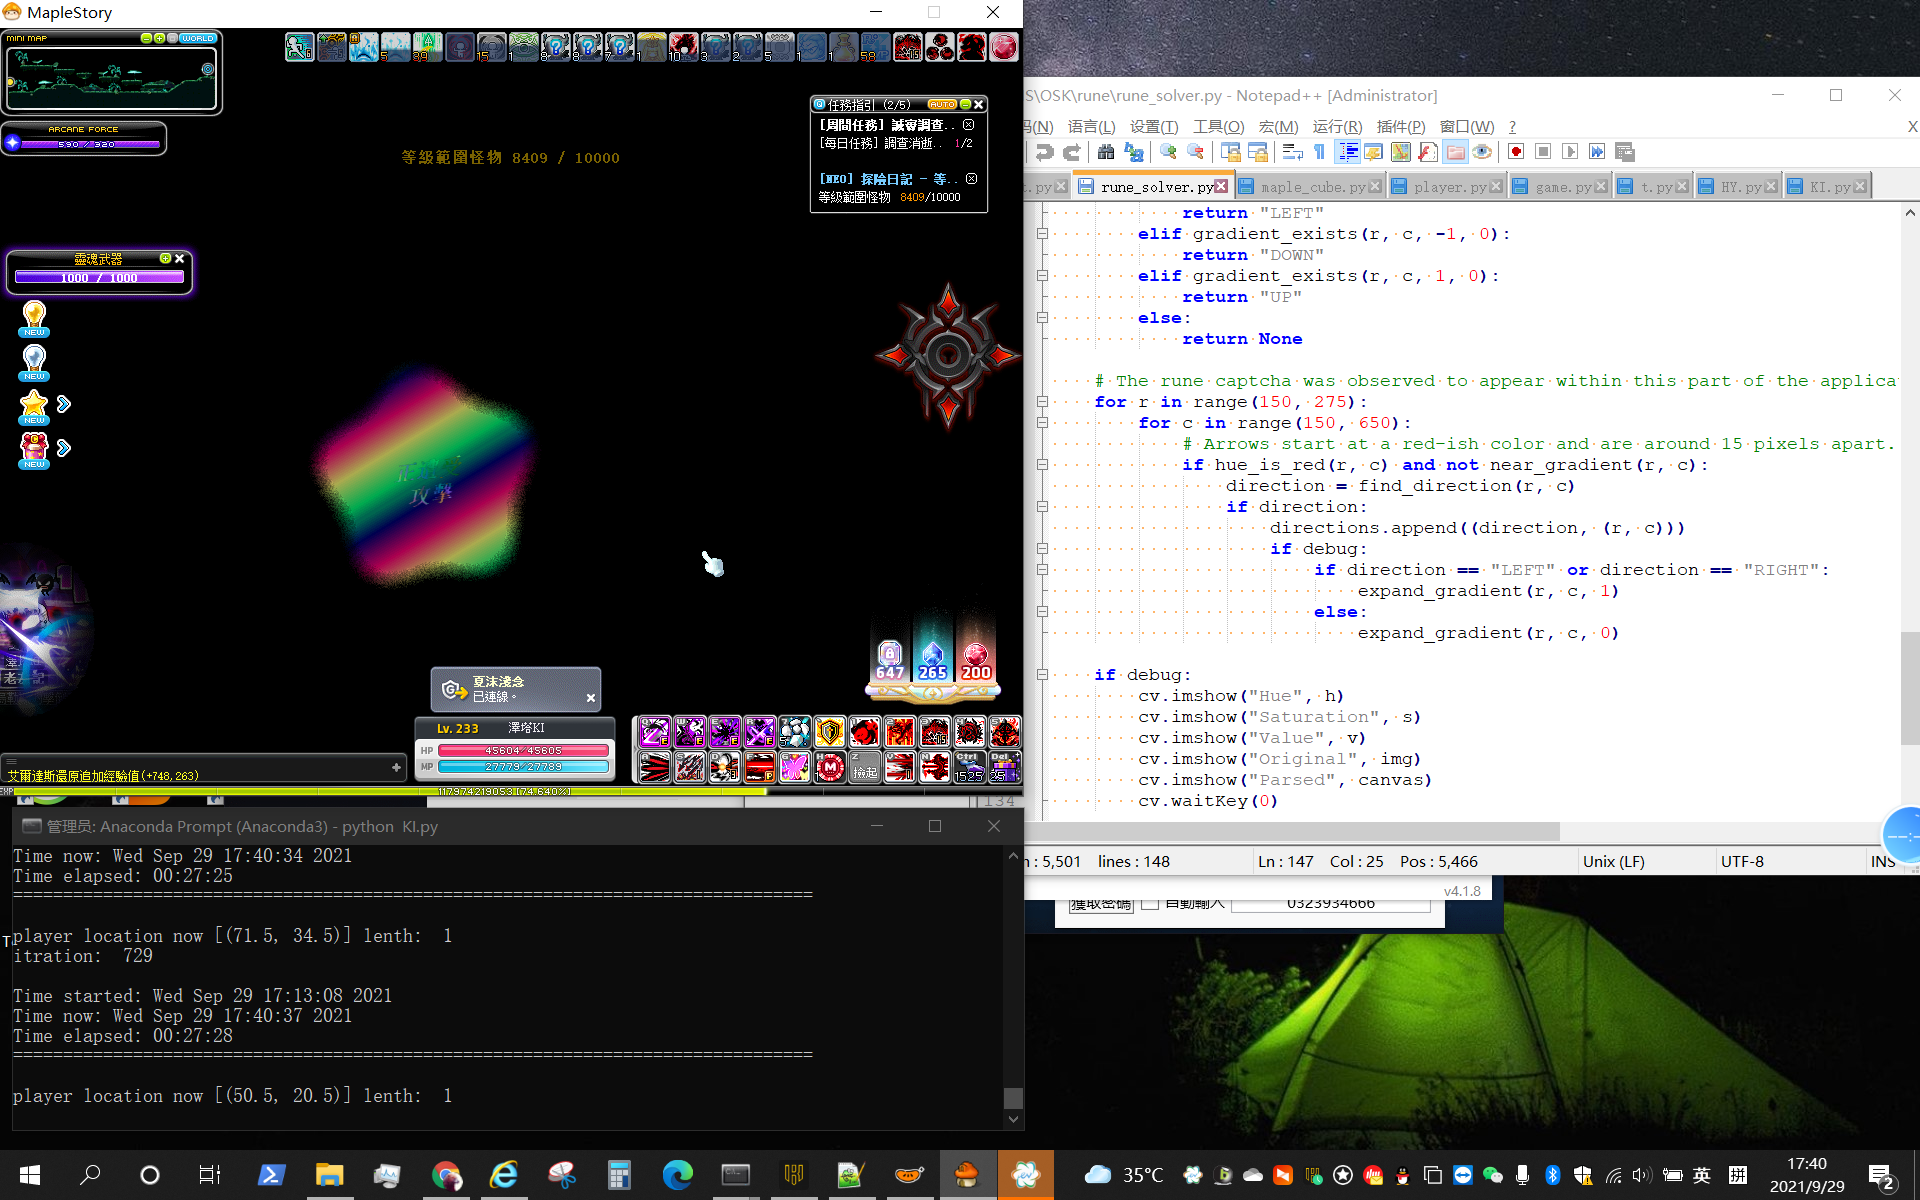 MapleStory
MINI MAP
WORLD
ARCANE FORCE
590 / 320
等級範圍怪物 8409 / 10000
任務指引 (2/5)
AUTO
[周間任務] 誠審調查..
[每日任務] 調查消逝.. 1/2
[NEO] 探險日記 - 等..
等級範圍怪物 8409/10000
靈魂武器
1000 / 1000
NEW
NEW
NEW
NEW
攻擊
647
265
200
夏沫淺念
已連線。
Lv. 233 澤塔KI
HP 45604/45605
MP 27779/27789
撿起
艾爾達斯還原追加經驗值(+748,263)
EXP 117974219053 [74.640%]
S\OSK\rune\rune_solver.py - Notepad++ [Administrator]
码(N) 语言(L) 设置(T) 工具(O) 宏(M) 运行(R) 插件(P) 窗口(W) ?
X
t.py rune_solver.py maple_cube.py player.py game.py t.py HY.py KI.py
return "LEFT"
elif gradient_exists(r, c, -1, 0):
return "DOWN"
elif gradient_exists(r, c, 1, 0):
return "UP"
else:
return None
# The rune captcha was observed to appear within this part of the applica
for r in range(150, 275):
for c in range(150, 650):
# Arrows start at a red-ish color and are around 15 pixels apart.
if hue_is_red(r, c) and not near_gradient(r, c):
direction = find_direction(r, c)
if direction:
directions.append((direction, (r, c)))
if debug:
if direction == "LEFT" or direction == "RIGHT":
expand_gradient(r, c, 1)
else:
expand_gradient(r, c, 0)
if debug:
cv.imshow("Hue", h)
cv.imshow("Saturation", s)
cv.imshow("Value", v)
cv.imshow("Original", img)
cv.imshow("Parsed", canvas)
cv.waitKey(0)
134
h : 5,501 lines : 148 Ln : 147 Col : 25 Pos : 5,466 Unix (LF) UTF-8 INS
v4.1.8
獲取密碼 自動輸入 0323934666
管理员: Anaconda Prompt (Anaconda3) - python KI.py
Time now: Wed Sep 29 17:40:34 2021
Time elapsed: 00:27:25
================================================================================
player location now [(71.5, 34.5)] lenth: 1
itration: 729
Time started: Wed Sep 29 17:13:08 2021
Time now: Wed Sep 29 17:40:37 2021
Time elapsed: 00:27:28
================================================================================
player location now [(50.5, 20.5)] lenth: 1
35°C
英
拼
17:40
2021/9/29
2